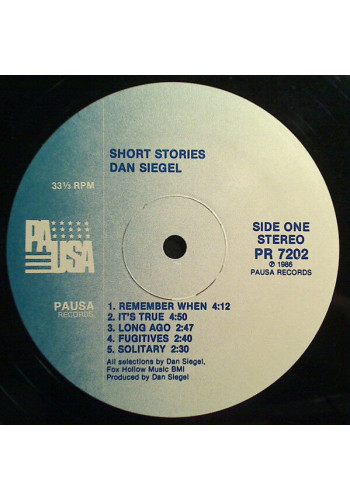 SHORT STORIES
DAN SIEGEL
33⅓ RPM
PAUSA
PAUSA
RECORDS
SIDE ONE
STEREO
PR 7202
℗ 1986
PAUSA RECORDS
1. REMEMBER WHEN 4:12
2. IT'S TRUE 4:50
3. LONG AGO 2:47
4. FUGITIVES 2:40
5. SOLITARY 2:30
All selections by Dan Siegel,
Fox Hollow Music BMI
Produced by Dan Siegel